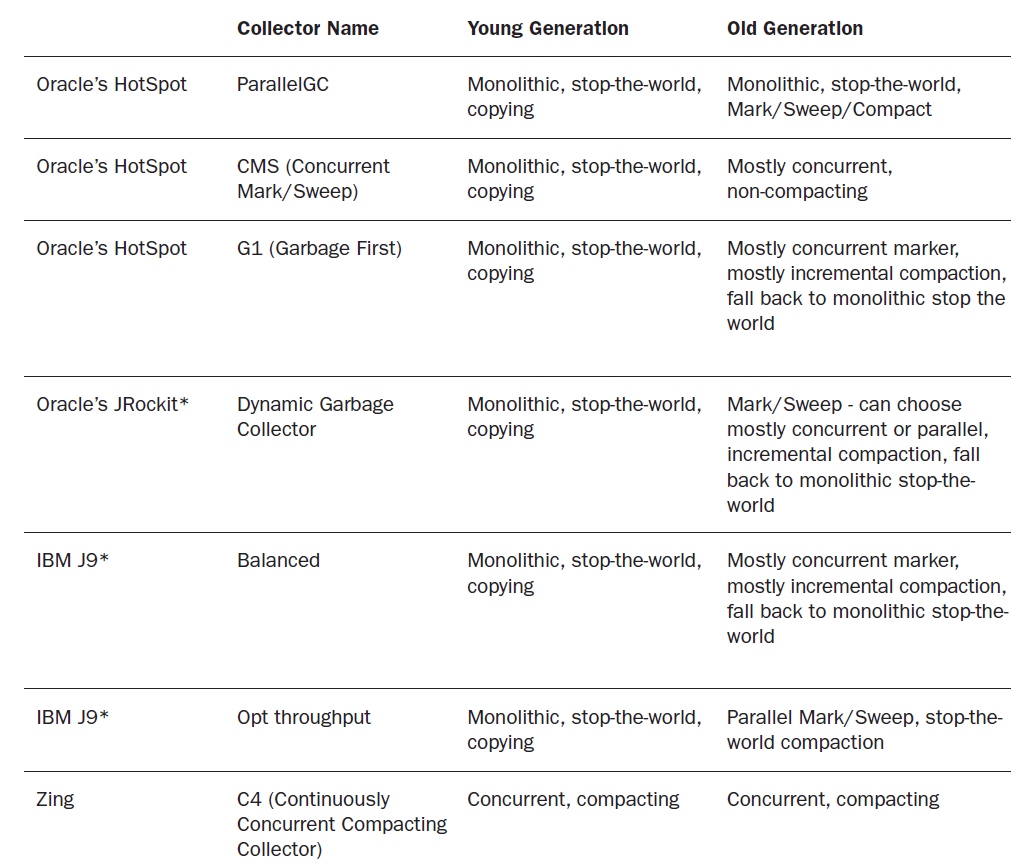 Collector Name Young Generation Old Generation
Oracle’s HotSpot ParallelGC Monolithic, stop-the-world, Monolithic, stop-the-world,
copying Mark/Sweep/Compact
Oracle’s HotSpot CMS (Concurrent Monolithic, stop-the-world, Mostly concurrent,
Mark/Sweep) copying non-compacting
Oracle’s HotSpot G1 (Garbage First) Monolithic, stop-the-world, Mostly concurrent marker,
copying mostly incremental compaction,
fall back to monolithic stop the
world
Oracle’s JRockit* Dynamic Garbage Monolithic, stop-the-world, Mark/Sweep - can choose
Collector copying mostly concurrent or parallel,
incremental compaction, fall
back to monolithic stop-the-
world
IBM J9* Balanced Monolithic, stop-the-world, Mostly concurrent marker,
copying mostly incremental compaction,
fall back to monolithic stop-the-
world
IBM J9* Opt throughput Monolithic, stop-the-world, Parallel Mark/Sweep, stop-the-
copying world compaction
Zing C4 (Continuously Concurrent, compacting Concurrent, compacting
Concurrent Compacting
Collector)